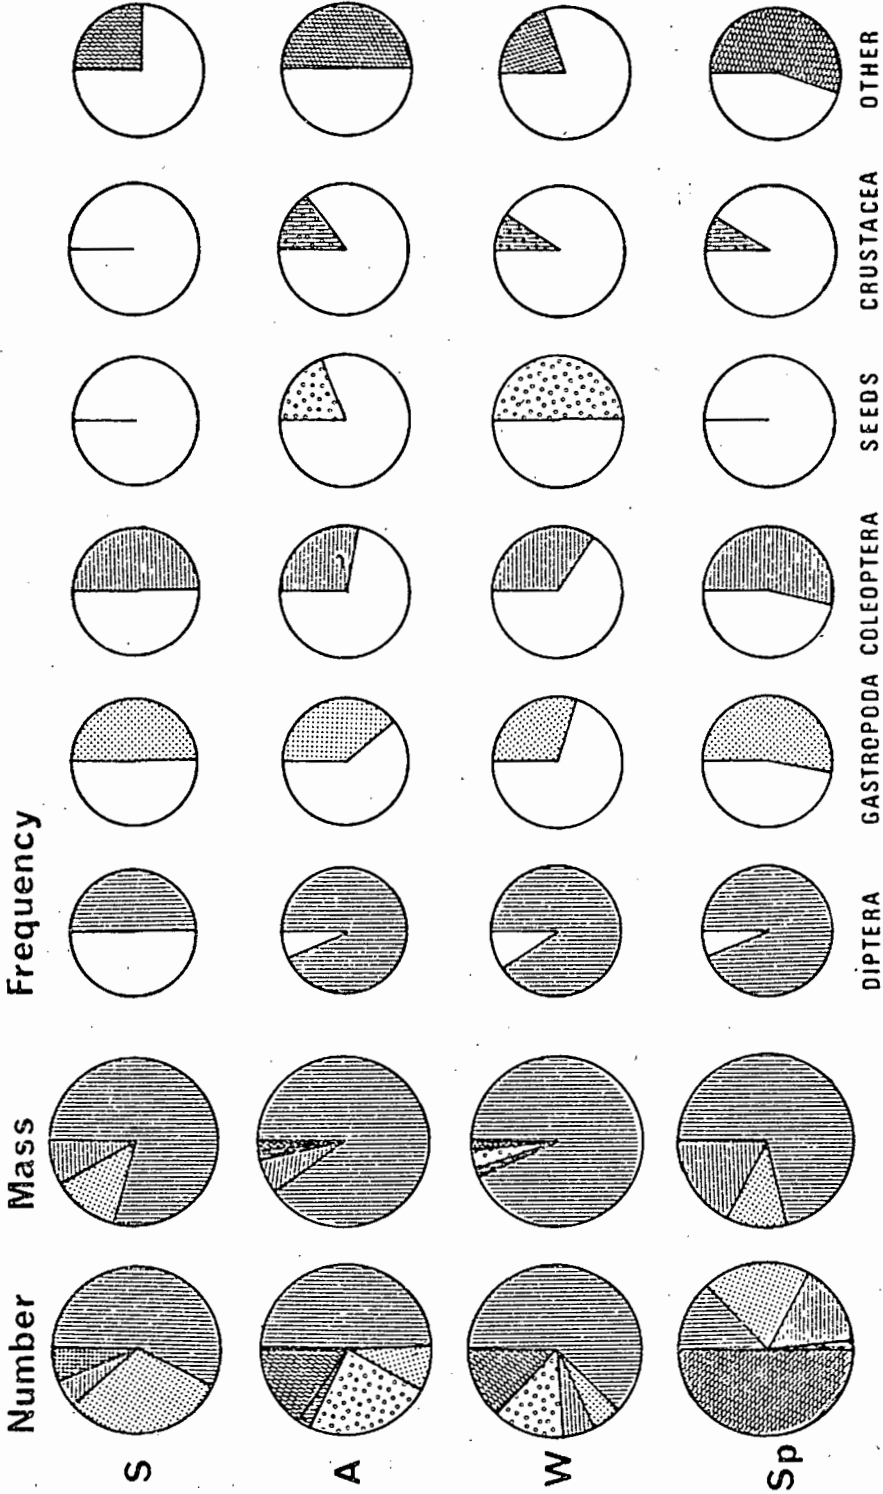 Number Mass Frequency
S
A
W
Sp
DIPTERA GASTROPODA COLEOPTERA SEEDS CRUSTACEA OTHER